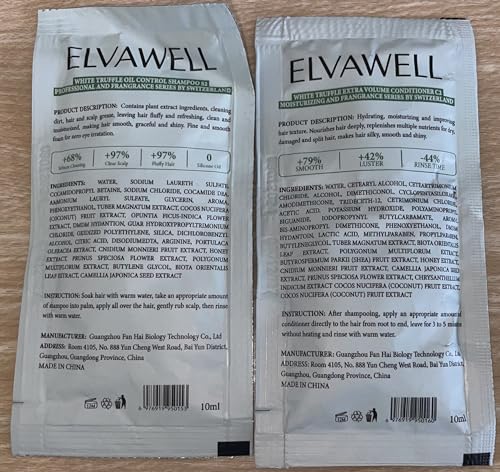 ELVAWELL
WHITE TRUFFLE OIL CONTROL SHAMPOO S2
PROFESSIONAL AND FRANGRANCE SERIES BY SWITZERLAND
PRODUCT DESCRIPTION: Contains plant extract ingredients, cleaning
dirt, hair and scalp grease, leaving hair fluffy and refreshing, clean and
moisturized, making hair smooth, graceful and shiny. Fine and smooth
foam for zero eye irritation.
+68% +97% +97% 0
Clean Scalp Fluffy Hair Silicone Oil
INGREDIENTS: WATER, SODIUM LAURETH SULFATE,
COCAMIDOPROPYL BETAINE, SODIUM CHLORIDE, COCAMIDE DEA,
AMMONIUM LAURYL SULFATE, GLYCERIN, AROMA,
PHENOXYETHANOL, TUBER MAGNATUM EXTRACT, COCOS NUCIFERA
(COCONUT) FRUIT EXTRACT, OPUNTIA FICUS-INDICA FLOWER
EXTRACT, DMDM HYDANTOIN, GUAR HYDROXYPROPYLTRIMONIUM
CHLORIDE, OXIDIZED POLYETHYLENE, SILICA, DICHLOROBENZYL
ALCOHOL, CITRIC ACID, DISODIUMEDTA, ARGININE, PORTULACA
OLERACEA EXTRACT, CNIDIUM MONNIERI FRUIT EXTRACT, HONEY
EXTRACT, PRUNUS SPECIOSA FLOWER EXTRACT, POLYGONUM
MULTIFLORUM EXTRACT, BUTYLENE GLYCOL, BIOTA ORIENTALIS
LEAF EXTRACT, CAMELLIA JAPONICA SEED EXTRACT
INSTRUCTION: Soak hair with warm water, take an appropriate amount
of shampoo into palm, apply all over the hair, gently rub scalp, then rinse
with warm water.
MANUFACTURER: Guangzhou Fan Hai Biology Technology Co., Ltd
ADDRESS: Room 4105, No. 888 Yun Cheng West Road, Bai Yun District,
Guangzhou, Guangdong Province, China
MADE IN CHINA
12M
6 976919 950153
10ml
ELVAWELL
WHITE TRUFFLE EXTRA VOLUME CONDITIONER C2
MOISTURIZING AND FRANGRANCE SERIES BY SWITZERLAND
PRODUCT DESCRIPTION: Hydrating, moisturizing and improving
hair texture. Nourishes hair deeply, replenishes multiple nutrients for dry,
damaged and split hair, makes hair silky, smooth and shiny.
+79% +42% -44%
SMOOTH LUSTER RINSE TIME
INGREDIENTS: WATER, CETEARYL ALCOHOL, CETEARTRIMONIUM
CHLORIDE, ALCOHOL, DIMETHICONOL,
AMODIMETHICONE, TRIDECETH-12, CETRIMONIUM CHLORIDE,
ACETIC ACID, POTASSIUM HYDROXIDE,
BIGUANIDE, IODOPROPYNYL BUTYLCARBAMATE,
BIS-AMINOPROPYL DIMETHICONE, PHENOXYETHANOL, DMDM
HYDANTOIN, LACTIC ACID, METHYLPARABEN,
BUTYLENEGLYCOL, TUBER MAGNATUM EXTRACT, BIOTA ORIENTALIS
LEAF EXTRACT, POLYGONUM MULTIFLORUM EXTRACT,
BUTYROSPERMUM PARKII (SHEA) FRUIT EXTRACT, HONEY EXTRACT,
CNIDIUM MONNIERI FRUIT EXTRACT, CAMELLIA JAPONICA SEED
EXTRACT, PRUNUS SPECIOSA FLOWER EXTRACT, CHRYSANTHELLUM
INDICUM EXTRACT COCOS NUCIFERA (COCONUT) FRUIT EXTRACT,
COCOS NUCIFERA (COCONUT) FRUIT EXTRACT
INSTRUCTION: After shampooing, apply an appropriate amount of
conditioner directly to the hair from root to end, leave for 3 to 5 minutes
without heating and rinse with warm water.
MANUFACTURER: Guangzhou Fan Hai Biology Technology Co., Ltd
ADDRESS: Room 4105, No. 888 Yun Cheng West Road, Bai Yun District,
Guangzhou, Guangdong Province, China
MADE IN CHINA
12M
6 976919 950160
10ml